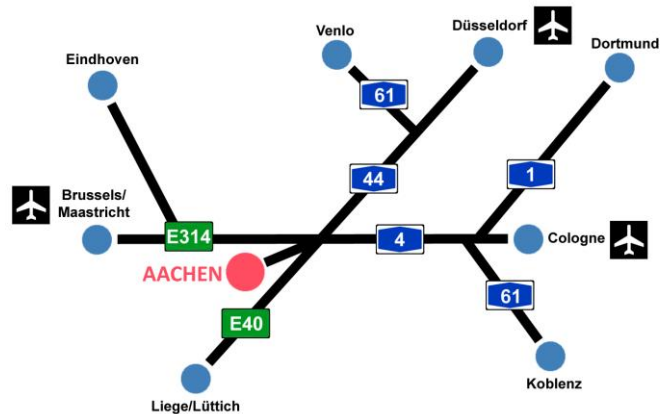 Düsseldorf
Venlo
Dortmund
Eindhoven
61
44
1
Brussels/
Maastricht
E314
4
Cologne
AACHEN
61
E40
Koblenz
Liege/Lüttich